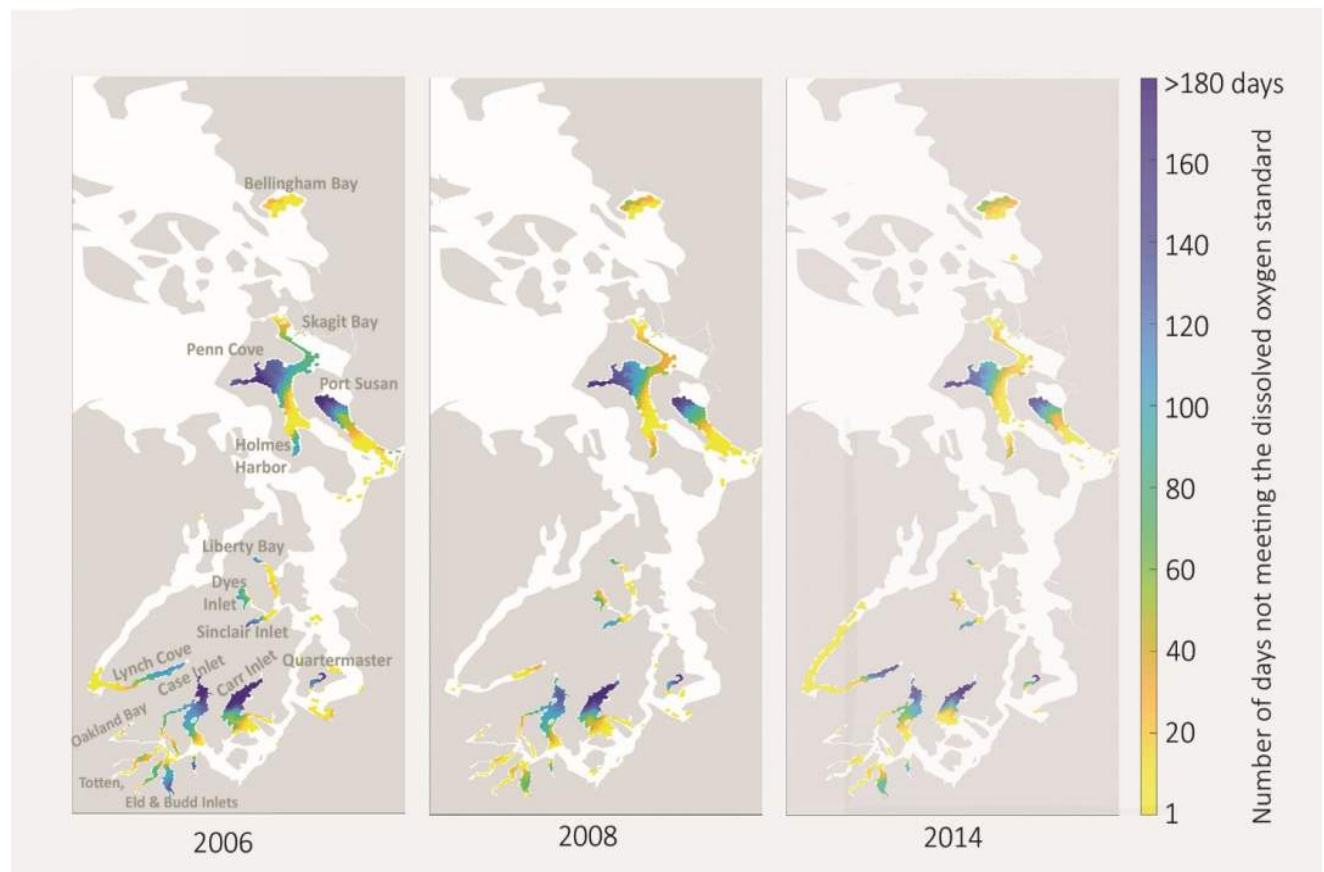 Bellingham Bay
Skagit Bay
Penn Cove
Port Susan
Holmes
Harbor
Liberty Bay
Dyes
Inlet
Sinclair Inlet
Lynch Cove
Case Inlet
Carr Inlet
Quartermaster
Oakland Bay
Totten,
Eld & Budd Inlets
2006
2008
2014
>180 days
160
140
120
100
80
60
40
20
1
Number of days not meeting the dissolved oxygen standard